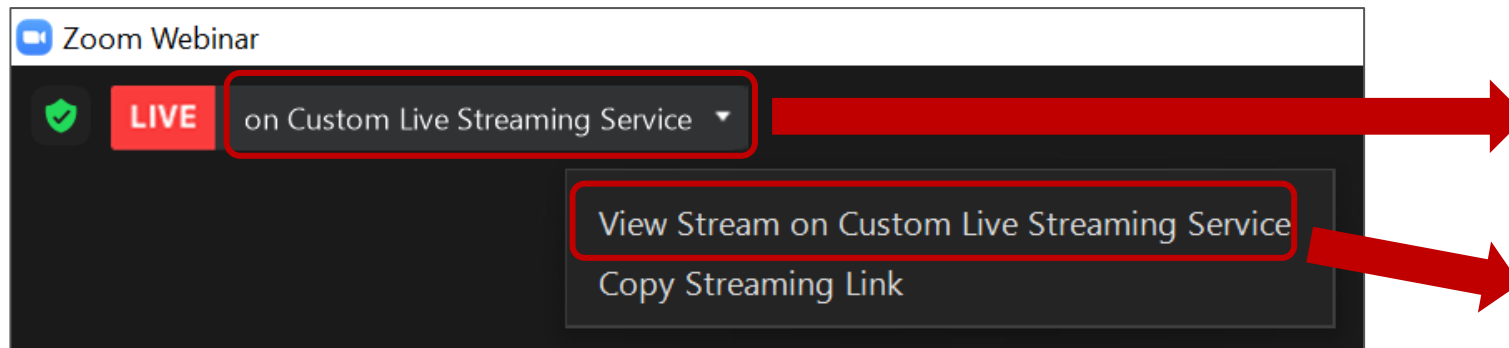 Zoom Webinar
LIVE on Custom Live Streaming Service
View Stream on Custom Live Streaming Service
Copy Streaming Link